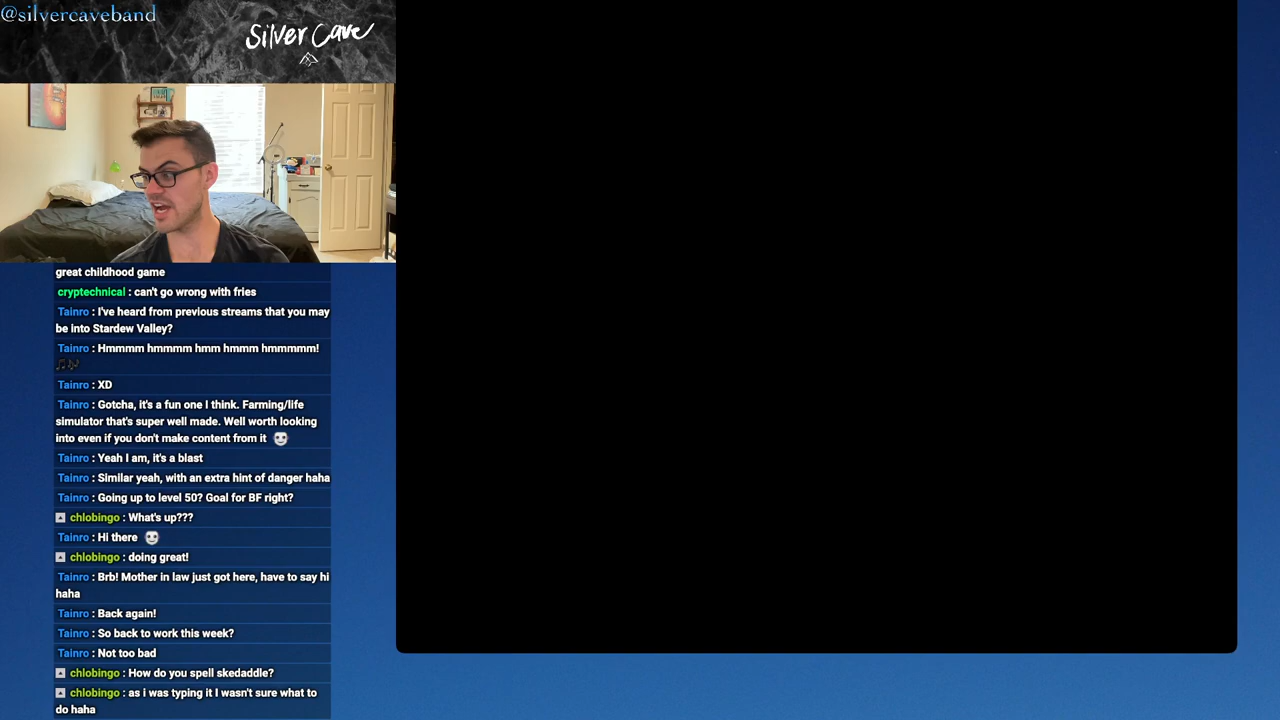 @silvercaveband
Silver Cave
great childhood game
cryptechnical : can't go wrong with fries
Tainro : I've heard from previous streams that you may
be into Stardew Valley?
Tainro : Hmmmm hmmmm hmm hmmm hmmmmm!
Tainro : XD
Tainro : Gotcha, it's a fun one I think. Farming/life
simulator that's super well made. Well worth looking
into even if you don't make content from it
Tainro : Yeah I am, it's a blast
Tainro : Similar yeah, with an extra hint of danger haha
Tainro : Going up to level 50? Goal for BF right?
chlobingo : What's up???
Tainro : Hi there
chlobingo : doing great!
Tainro : Brb! Mother in law just got here, have to say hi
haha
Tainro : Back again!
Tainro : So back to work this week?
Tainro : Not too bad
chlobingo : How do you spell skedaddle?
chlobingo : as i was typing it I wasn't sure what to
do haha